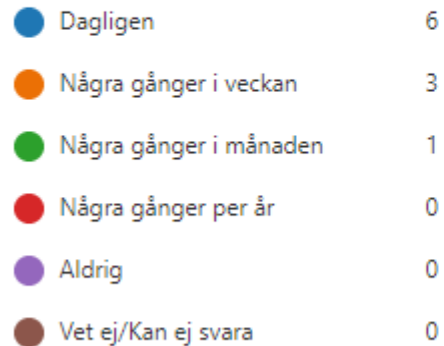 Dagligen 6
Några gånger i veckan 3
Några gånger i månaden 1
Några gånger per år 0
Aldrig 0
Vet ej/Kan ej svara 0